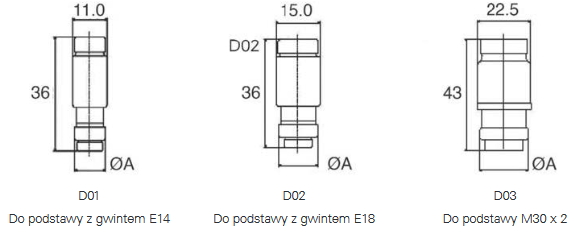 11.0
15.0
22.5
D02
36
36
43
ØA
ØA
ØA
D01
D02
D03
Do podstawy z gwintem E14
Do podstawy z gwintem E18
Do podstawy M30 x 2